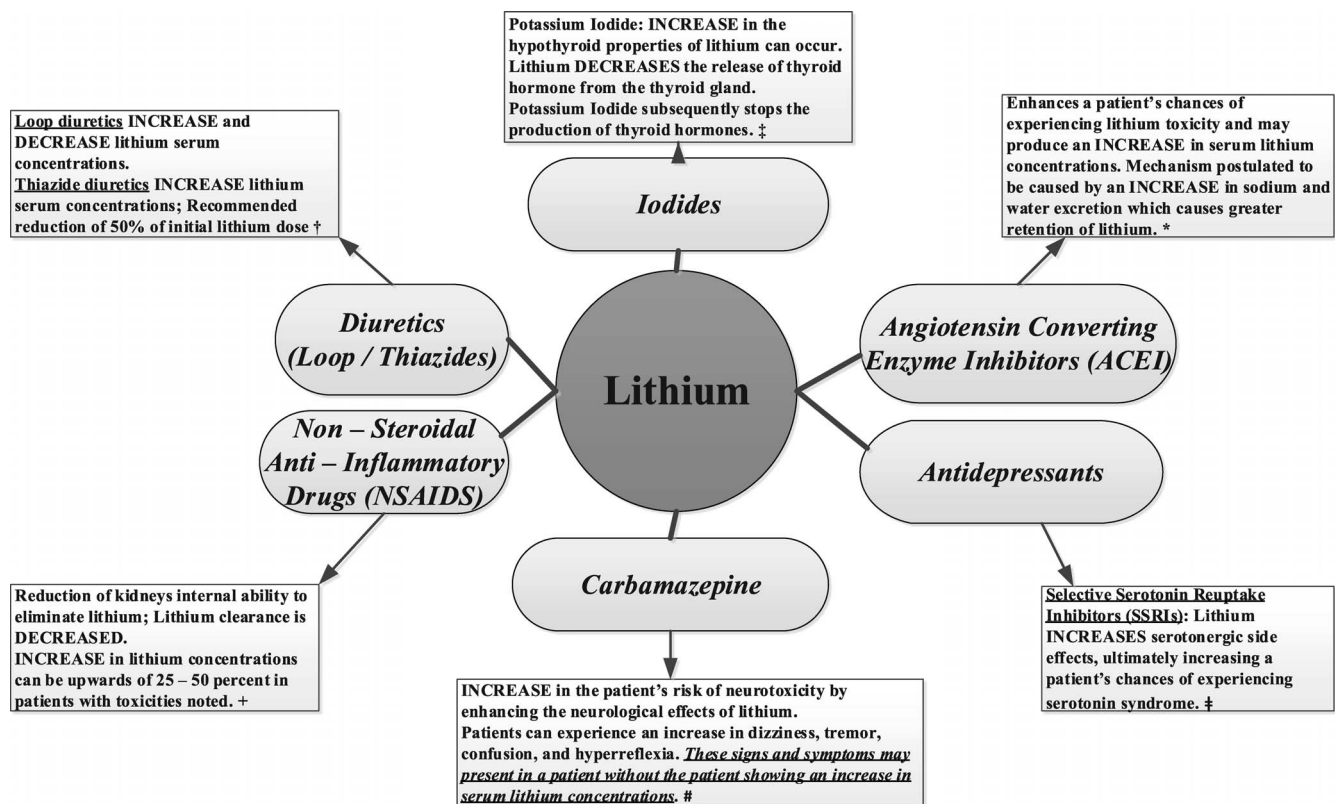 Potassium Iodide: INCREASE in the
hypothyroid properties of lithium can occur.
Lithium DECREASES the release of thyroid
hormone from the thyroid gland.
Potassium Iodide subsequently stops the
production of thyroid hormones. ‡
Iodides
Loop diuretics INCREASE and
DECREASE lithium serum
concentrations.
Thiazide diuretics INCREASE lithium
serum concentrations; Recommended
reduction of 50% of initial lithium dose †
Diuretics
(Loop / Thiazides)
Enhances a patient’s chances of
experiencing lithium toxicity and may
produce an INCREASE in serum lithium
concentrations. Mechanism postulated to
be caused by an INCREASE in sodium and
water excretion which causes greater
retention of lithium. *
Angiotensin Converting
Enzyme Inhibitors (ACEI)
Lithium
Non – Steroidal
Anti – Inflammatory
Drugs (NSAIDS)
Antidepressants
Carbamazepine
Reduction of kidneys internal ability to
eliminate lithium; Lithium clearance is
DECREASED.
INCREASE in lithium concentrations
can be upwards of 25 – 50 percent in
patients with toxicities noted. +
INCREASE in the patient’s risk of neurotoxicity by
enhancing the neurological effects of lithium.
Patients can experience an increase in dizziness, tremor,
confusion, and hyperreflexia. These signs and symptoms may
present in a patient without the patient showing an increase in
serum lithium concentrations. #
Selective Serotonin Reuptake
Inhibitors (SSRIs): Lithium
INCREASES serotonergic side
effects, ultimately increasing a
patient’s chances of experiencing
serotonin syndrome. ǂ